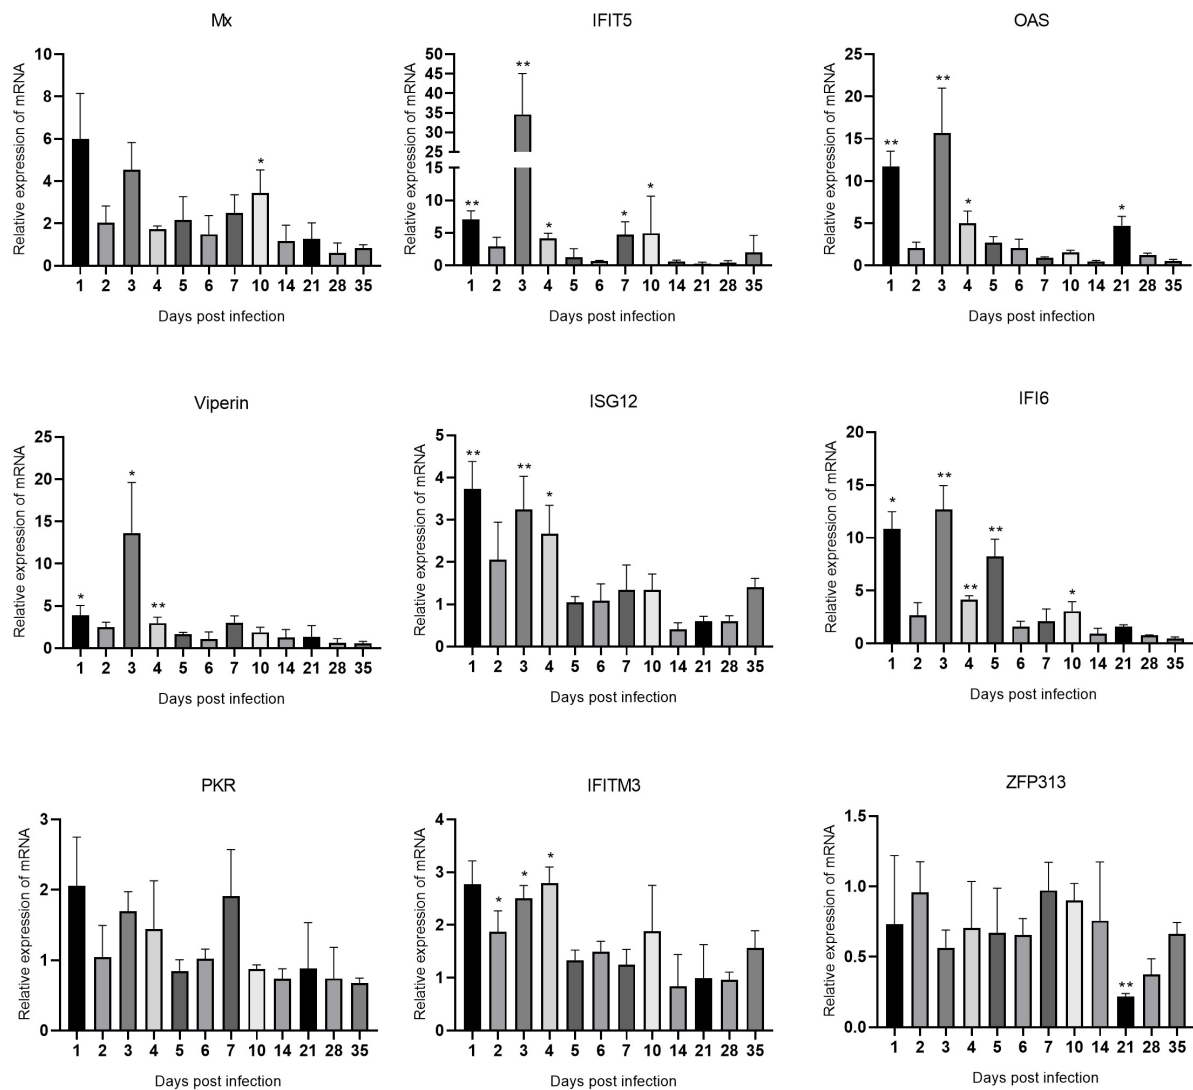 Mx
Relative expression of mRNA
10
8
6
4
2
0
*
1 2 3 4 5 6 7 10 14 21 28 35
Days post infection
IFIT5
Relative expression of mRNA
50
45
40
35
30
25
15
10
5
0
** ** * * *
1 2 3 4 5 6 7 10 14 21 28 35
Days post infection
OAS
Relative expression of mRNA
25
20
15
10
5
0
** ** * *
1 2 3 4 5 6 7 10 14 21 28 35
Days post infection
Viperin
Relative expression of mRNA
25
20
15
10
5
0
* * **
1 2 3 4 5 6 7 10 14 21 28 35
Days post infection
ISG12
Relative expression of mRNA
5
4
3
2
1
0
** ** *
1 2 3 4 5 6 7 10 14 21 28 35
Days post infection
IFI6
Relative expression of mRNA
20
15
10
5
0
* * ** ** *
1 2 3 4 5 6 7 10 14 21 28 35
Days post infection
PKR
Relative expression of mRNA
3
2
1
0
1 2 3 4 5 6 7 10 14 21 28 35
Days post infection
IFITM3
Relative expression of mRNA
4
3
2
1
0
* * *
1 2 3 4 5 6 7 10 14 21 28 35
Days post infection
ZFP313
Relative expression of mRNA
1.5
1.0
0.5
0.0
**
1 2 3 4 5 6 7 10 14 21 28 35
Days post infection